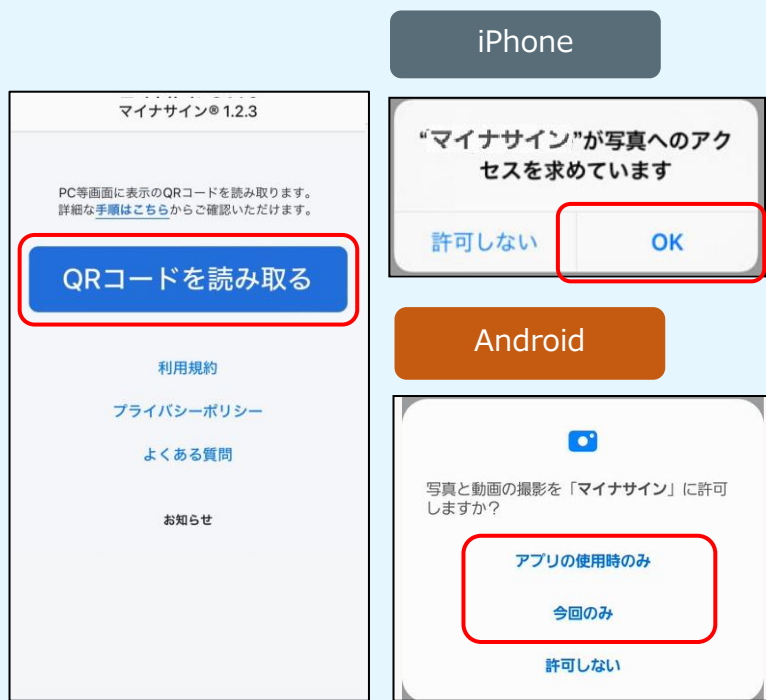 マイナサイン® 1.2.3
PC等画面に表示のQRコードを読み取ります。
詳細な手順はこちらからご確認いただけます。
QRコードを読み取る
利用規約
プライバシーポリシー
よくある質問
お知らせ
iPhone
“マイナサイン”が写真へのアク
セスを求めています
許可しない
OK
Android
写真と動画の撮影を「マイナサイン」に許可
しますか？
アプリの使用時のみ
今回のみ
許可しない